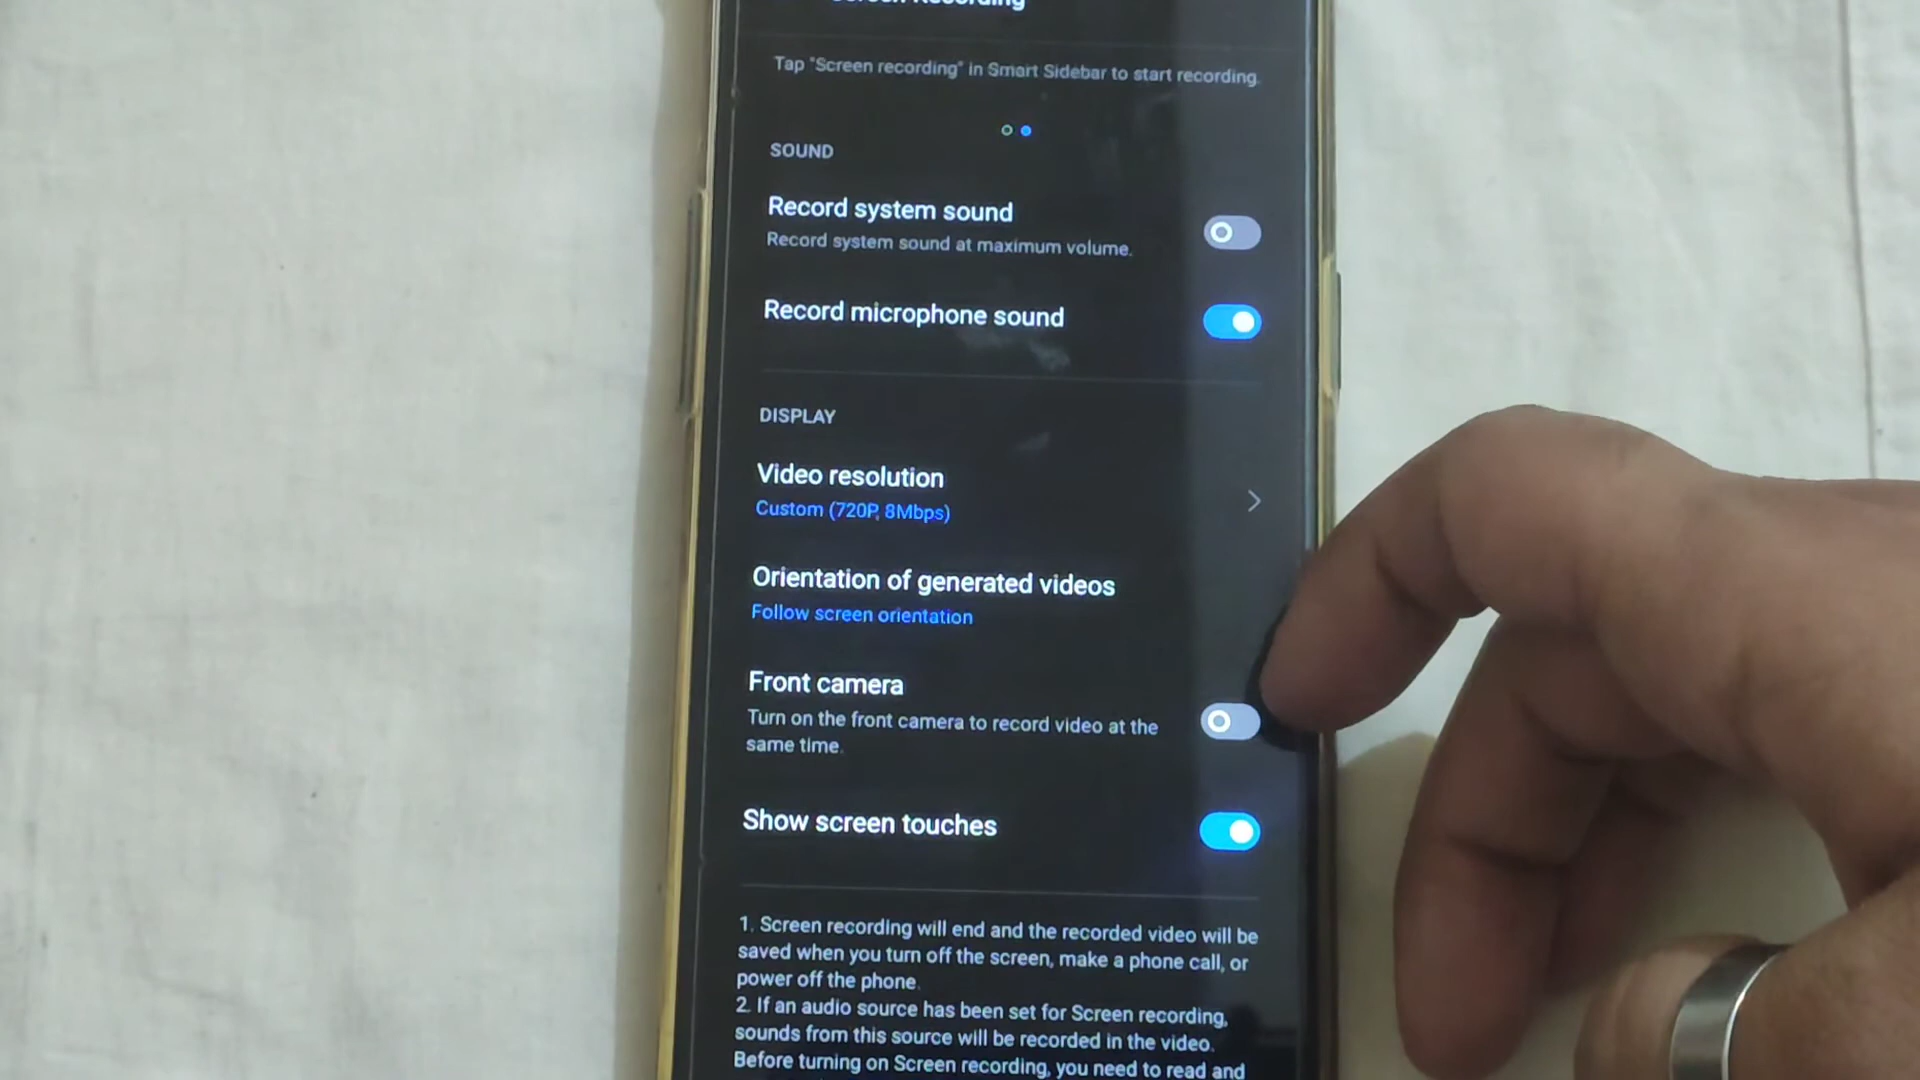 Screen Recording
Tap "Screen recording" in Smart Sidebar to start recording.
SOUND
Record system sound
Record system sound at maximum volume.
Record microphone sound
DISPLAY
Video resolution
Custom (720P, 8Mbps)
Orientation of generated videos
Follow screen orientation
Front camera
Turn on the front camera to record video at the
same time.
Show screen touches
1. Screen recording will end and the recorded video will be
saved when you turn off the screen, make a phone call, or
power off the phone.
2. If an audio source has been set for Screen recording,
sounds from this source will be recorded in the video.
Before turning on Screen recording, you need to read and